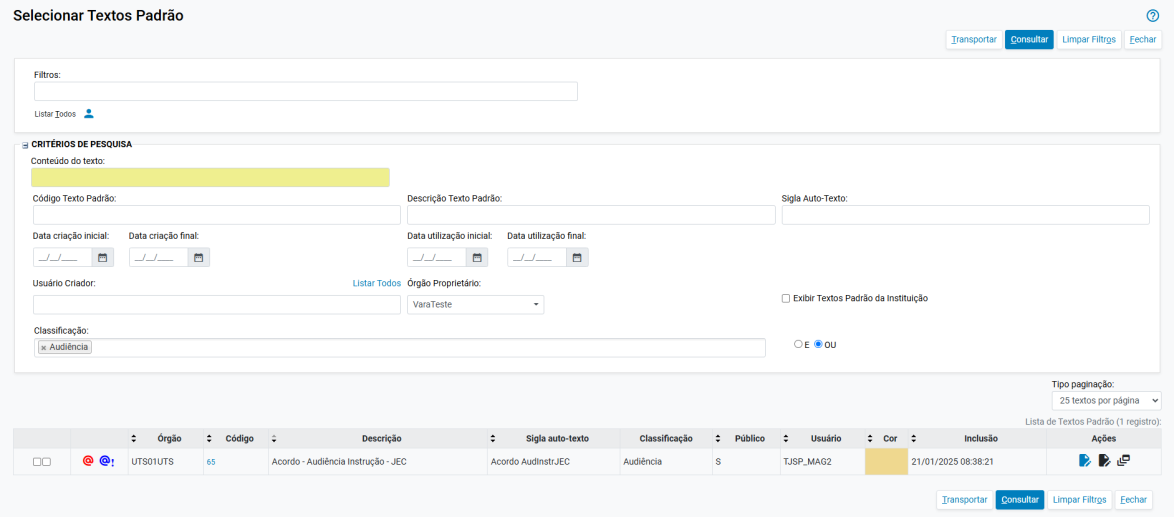 Selecionar Textos Padrão
Transportar Consultar Limpar Filtros Fechar
Filtros:
Listar Todos
CRITÉRIOS DE PESQUISA
Conteúdo do texto:
Código Texto Padrão: Descrição Texto Padrão: Sigla Auto-Texto:
Data criação inicial: Data criação final: Data utilização inicial: Data utilização final:
__/__/____ __/__/____ __/__/____ __/__/____
Usuário Criador: Listar Todos Órgão Proprietário:
VaraTeste Exibir Textos Padrão da Instituição
Classificação:
× Audiência E OU
Tipo paginação:
25 textos por página
Lista de Textos Padrão (1 registro):
Órgão Código Descrição Sigla auto-texto Classificação Público Usuário Cor Inclusão Ações
@ @! UTS01UTS 65 Acordo - Audiência Instrução - JEC Acordo AudInstrJEC Audiência S TJSP_MAG2 21/01/2025 08:38:21
Transportar Consultar Limpar Filtros Fechar